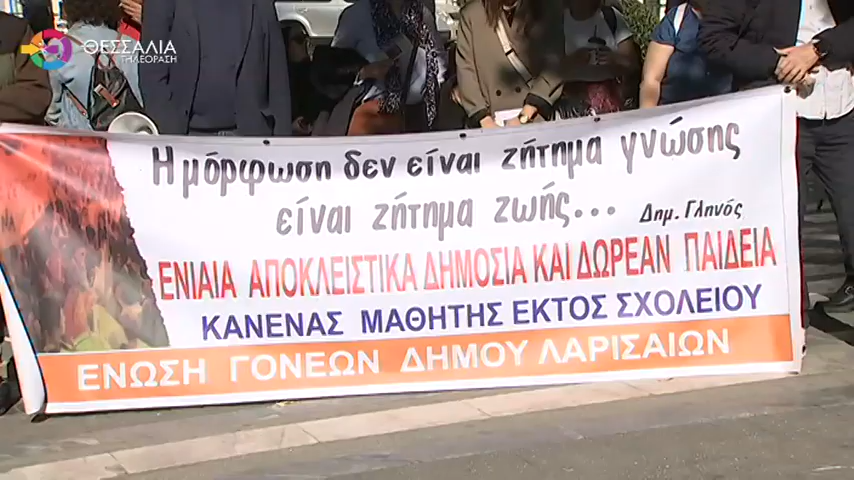 ΘΕΣΣΑΛΙΑ
ΤΗΛΕΟΡΑΣΗ
Η μόρφωση δεν είναι ζήτημα γνώσης
είναι ζήτημα ζωής...
Δημ. Γληνός
ΕΝΙΑΙΑ ΑΠΟΚΛΕΙΣΤΙΚΑ ΔΗΜΟΣΙΑ ΚΑΙ ΔΩΡΕΑΝ ΠΑΙΔΕΙΑ
ΚΑΝΕΝΑΣ ΜΑΘΗΤΗΣ ΕΚΤΟΣ ΣΧΟΛΕΙΟΥ
ΕΝΩΣΗ ΓΟΝΕΩΝ ΔΗΜΟΥ ΛΑΡΙΣΑΙΩΝ